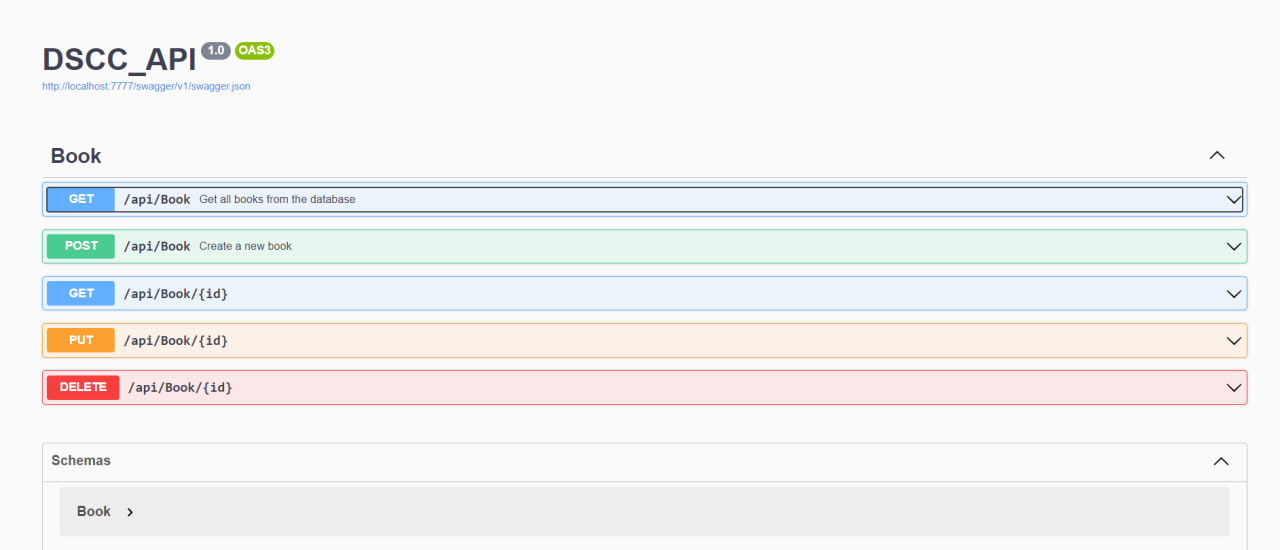 DSCC_API 1.0 OAS3
http://localhost:7777/swagger/v1/swagger.json
Book
GET /api/Book Get all books from the database
POST /api/Book Create a new book
GET /api/Book/{id}
PUT /api/Book/{id}
DELETE /api/Book/{id}
Schemas
Book